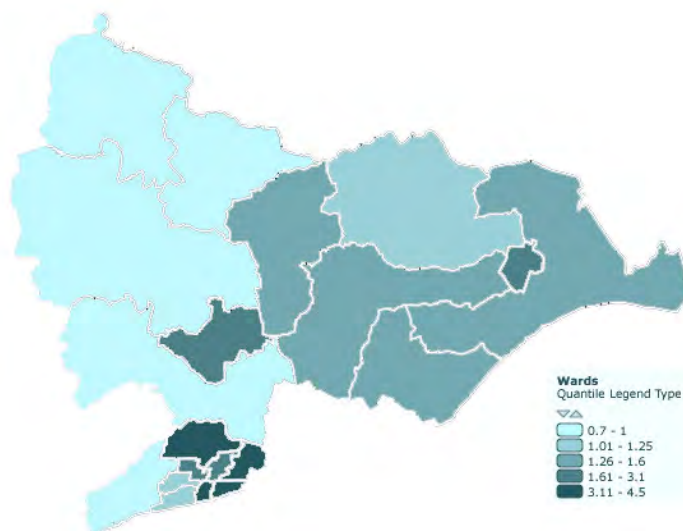 Wards
Quantile Legend Type
0.7 - 1
1.01 - 1.25
1.26 - 1.6
1.61 - 3.1
3.11 - 4.5